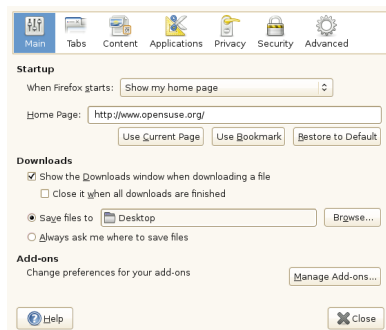 Main Tabs Content Applications Privacy Security Advanced
Startup
When Firefox starts: Show my home page
Home Page: http://www.opensuse.org/
Use Current Page Use Bookmark Restore to Default
Downloads
Show the Downloads window when downloading a file
Close it when all downloads are finished
Save files to Desktop Browse...
Always ask me where to save files
Add-ons
Change preferences for your add-ons
Manage Add-ons...
Help Close